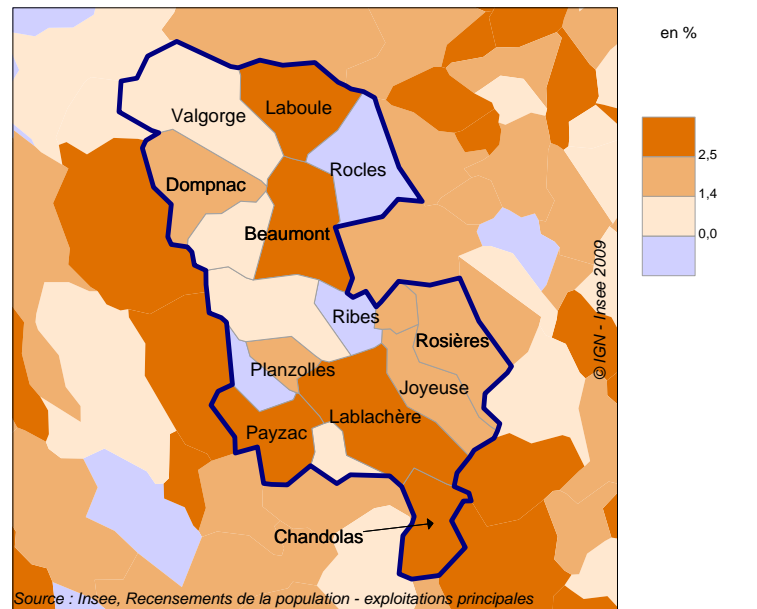 en %
Laboule
Valgorge
2,5
Rocles
Dompnac
1,4
Beaumont
0,0
Ribes
Rosières
© IGN - Insee 2009
Planzolles
Joyeuse
Lablachère
Payzac
Chandolas
Source : Insee, Recensements de la population - exploitations principales